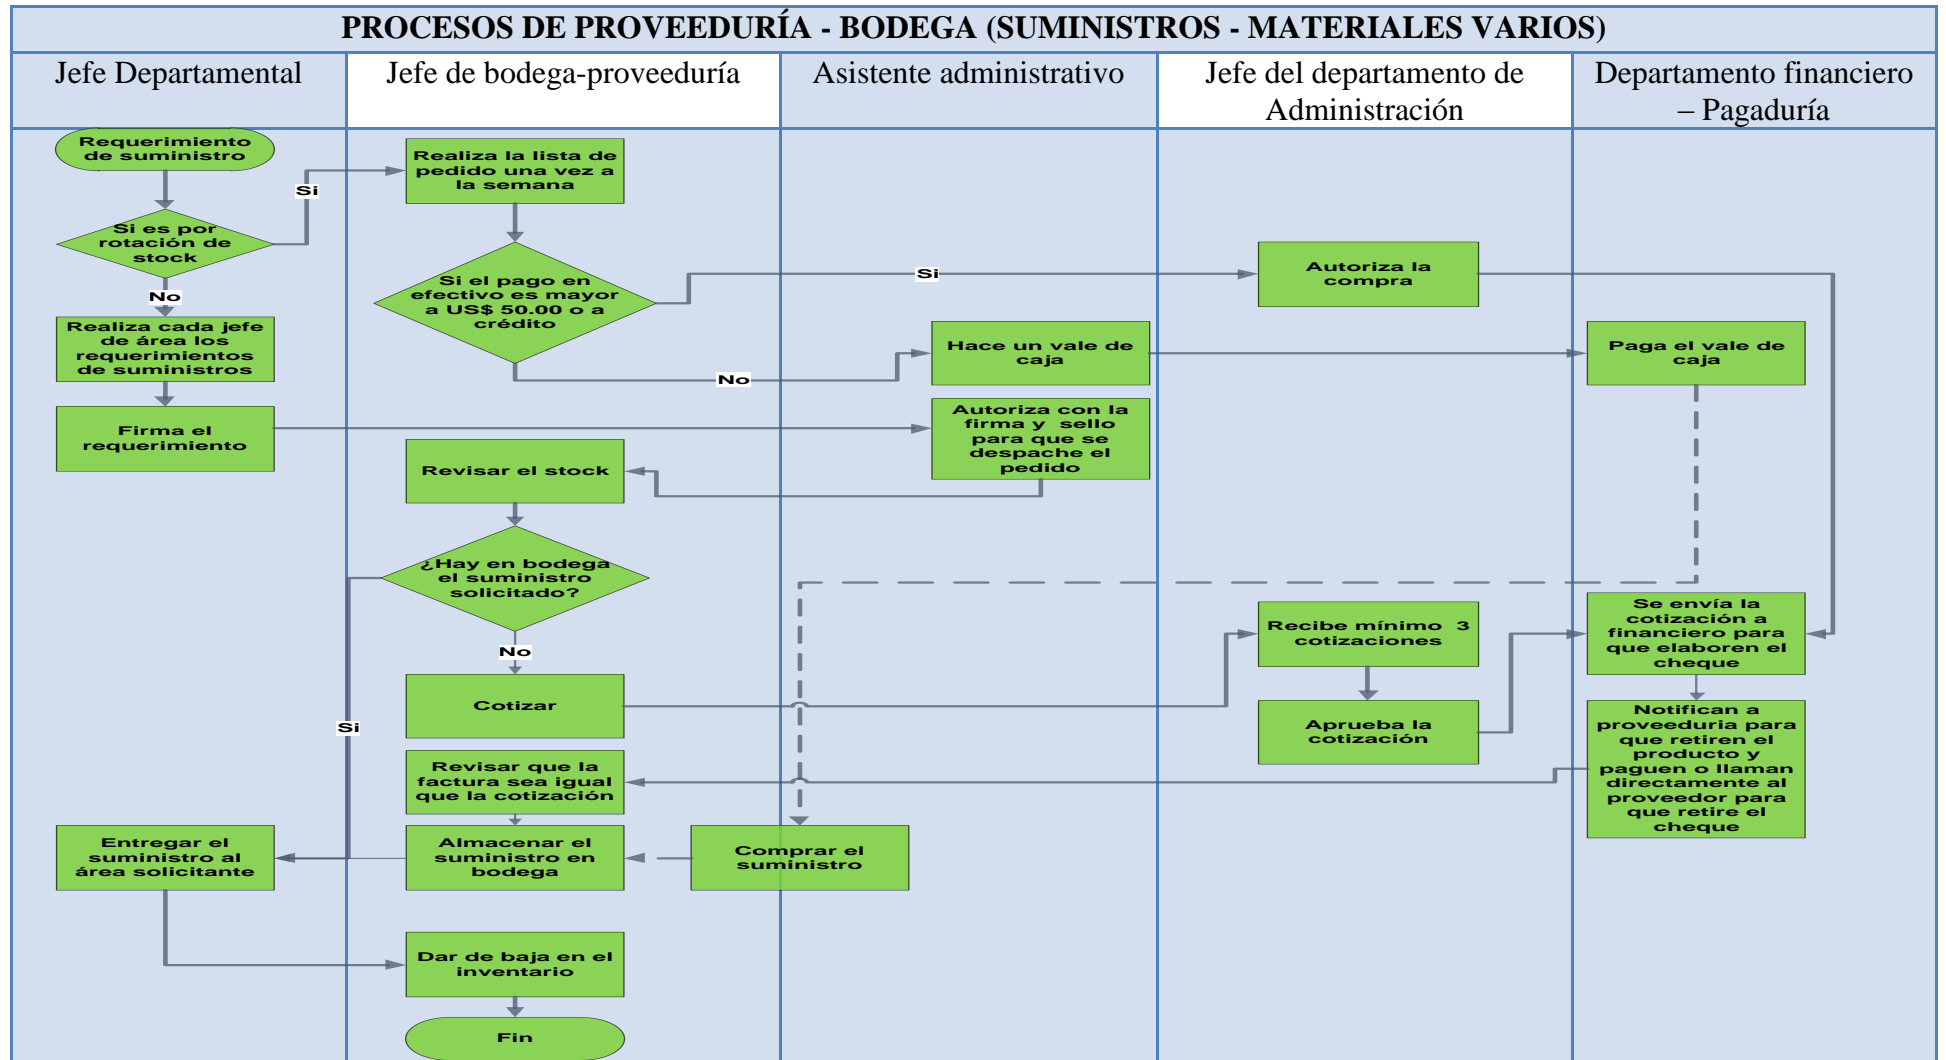 PROCESOS DE PROVEEDURÍA - BODEGA (SUMINISTROS - MATERIALES VARIOS)
Jefe Departamental
Jefe de bodega-proveeduría
Asistente administrativo
Jefe del departamento de
Administración
Departamento financiero
– Pagaduría
Requerimiento
de suministro
Si
Realiza la lista de
pedido una vez a
la semana
Si es por
rotación de
stock
No
Si el pago en
efectivo es mayor
a US$ 50.00 o a
crédito
Si
Autoriza la
compra
Realiza cada jefe
de área los
requerimientos
de suministros
No
Hace un vale de
caja
Paga el vale de
caja
Firma el
requerimiento
Autoriza con la
firma y  sello
para que se
despache el
pedido
Revisar el stock
¿Hay en bodega
el suministro
solicitado?
No
Si
Cotizar
Recibe mínimo  3
cotizaciones
Aprueba la
cotización
Se envía la
cotización a
financiero para
que elaboren el
cheque
Notifican a
proveeduria para
que retiren el
producto y
paguen o llaman
directamente al
proveedor para
que retire el
cheque
Revisar que la
factura sea igual
que la cotización
Entregar el
suministro al
área solicitante
Almacenar el
suministro en
bodega
Comprar el
suministro
Dar de baja en el
inventario
Fin